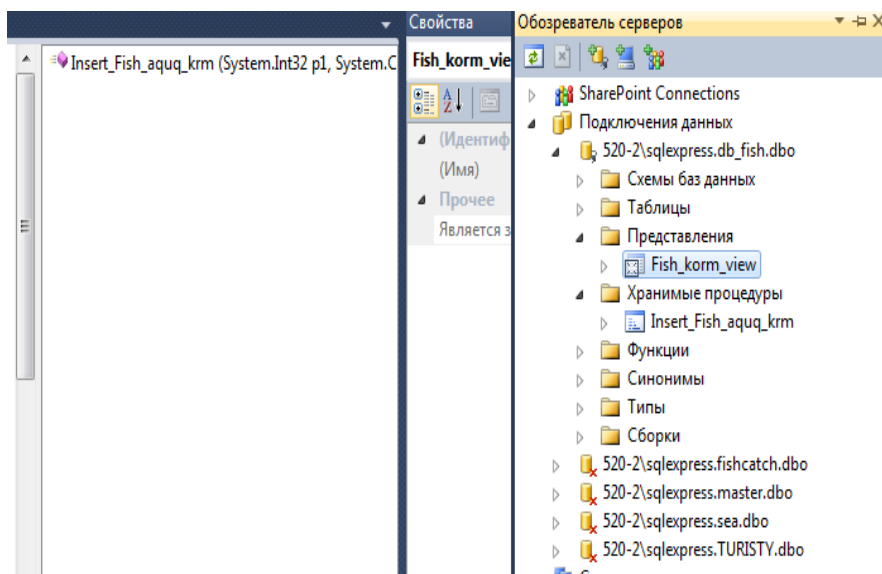 Insert_Fish_aquq_krm (System.Int32 p1, System.C
Свойства
Fish_korm_vie
(Идентиф
(Имя)
Прочее
Является з
Обозреватель серверов
SharePoint Connections
Подключения данных
520-2\sqlexpress.db_fish.dbo
Схемы баз данных
Таблицы
Представления
Fish_korm_view
Хранимые процедуры
Insert_Fish_aquq_krm
Функции
Синонимы
Типы
Сборки
520-2\sqlexpress.fishcatch.dbo
520-2\sqlexpress.master.dbo
520-2\sqlexpress.sea.dbo
520-2\sqlexpress.TURISTY.dbo